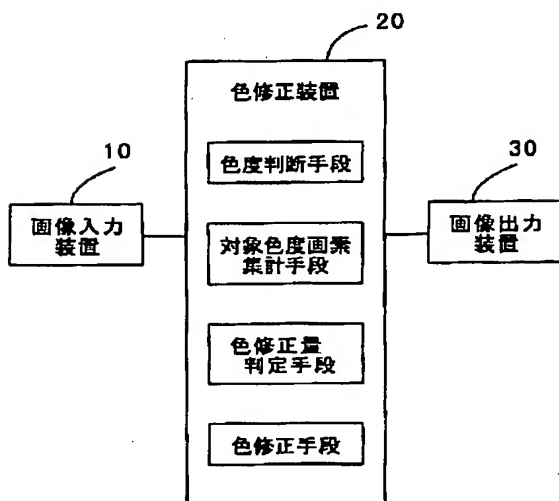 20
色修正装置
10
色度判断手段
30
画像入力
装置
対象色度画素
集計手段
画像出力
装置
色修正量
判定手段
色修正手段